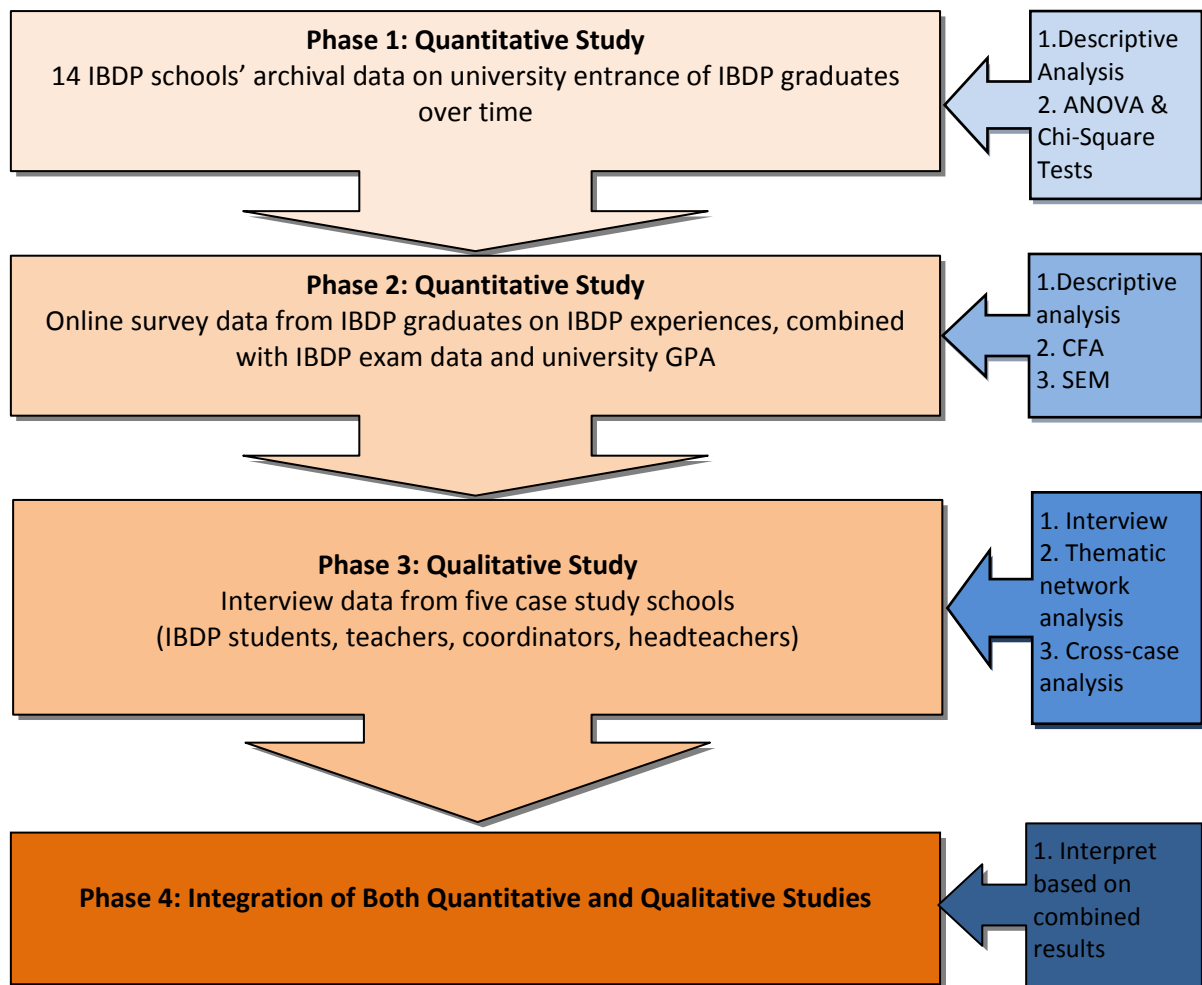 Phase 1: Quantitative Study
14 IBDP schools’ archival data on university entrance of IBDP graduates
over time
1.Descriptive
Analysis
2. ANOVA &
Chi-Square
Tests
Phase 2: Quantitative Study
Online survey data from IBDP graduates on IBDP experiences, combined
with IBDP exam data and university GPA
1.Descriptive
analysis
2. CFA
3. SEM
Phase 3: Qualitative Study
Interview data from five case study schools
(IBDP students, teachers, coordinators, headteachers)
1. Interview
2. Thematic
network
analysis
3. Cross-case
analysis
Phase 4: Integration of Both Quantitative and Qualitative Studies
1. Interpret
based on
combined
results